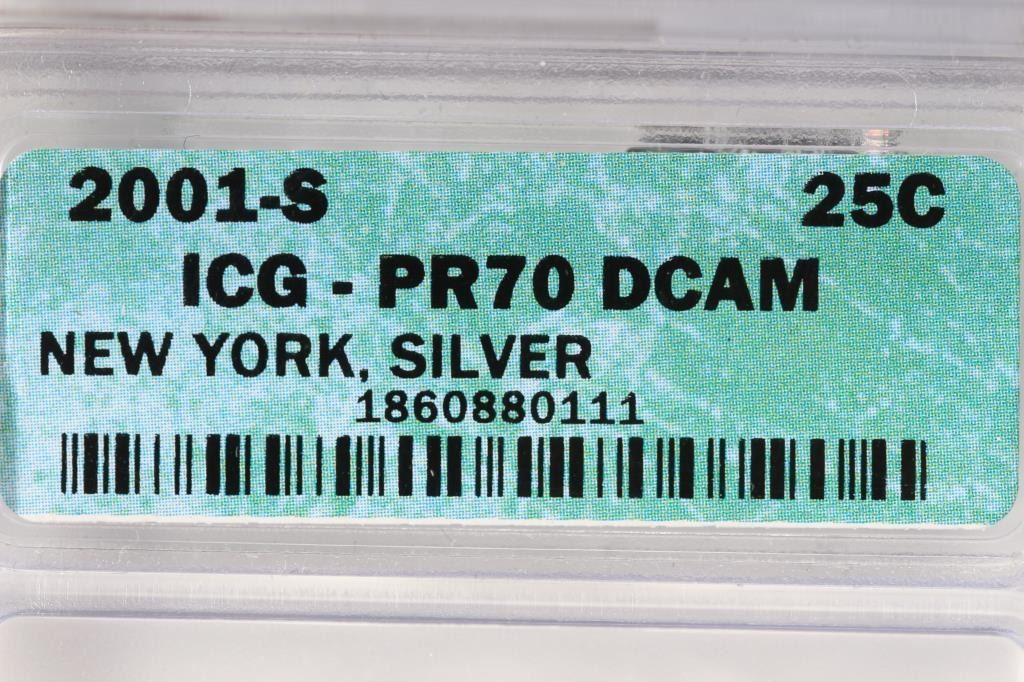 2001-S 25C
ICG - PR70 DCAM
NEW YORK, SILVER
1860880111